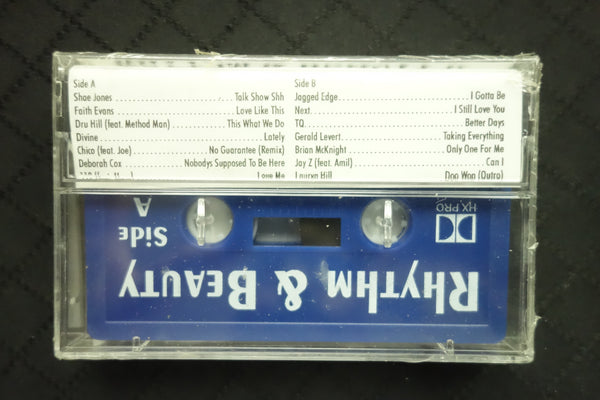 Side A
Shae Jones Talk Show Shh
Faith Evans Love Like This
Dru Hill (feat. Method Man) This What We Do
Divine Lately
Chico (feat. Joe) No Guarantee (Remix)
Deborah Cox Nobodys Supposed To Be Here
Love Me
Side B
Jagged Edge I Gotta Be
Next I Still Love You
TQ Better Days
Gerald Levert Taking Everything
Brian McKnight Only One For Me
Jay Z (feat. Amil) Can I
Lauryn Hill Doo Wop (Outro)
Side
A
HX PRO
Rhythm & Beauty